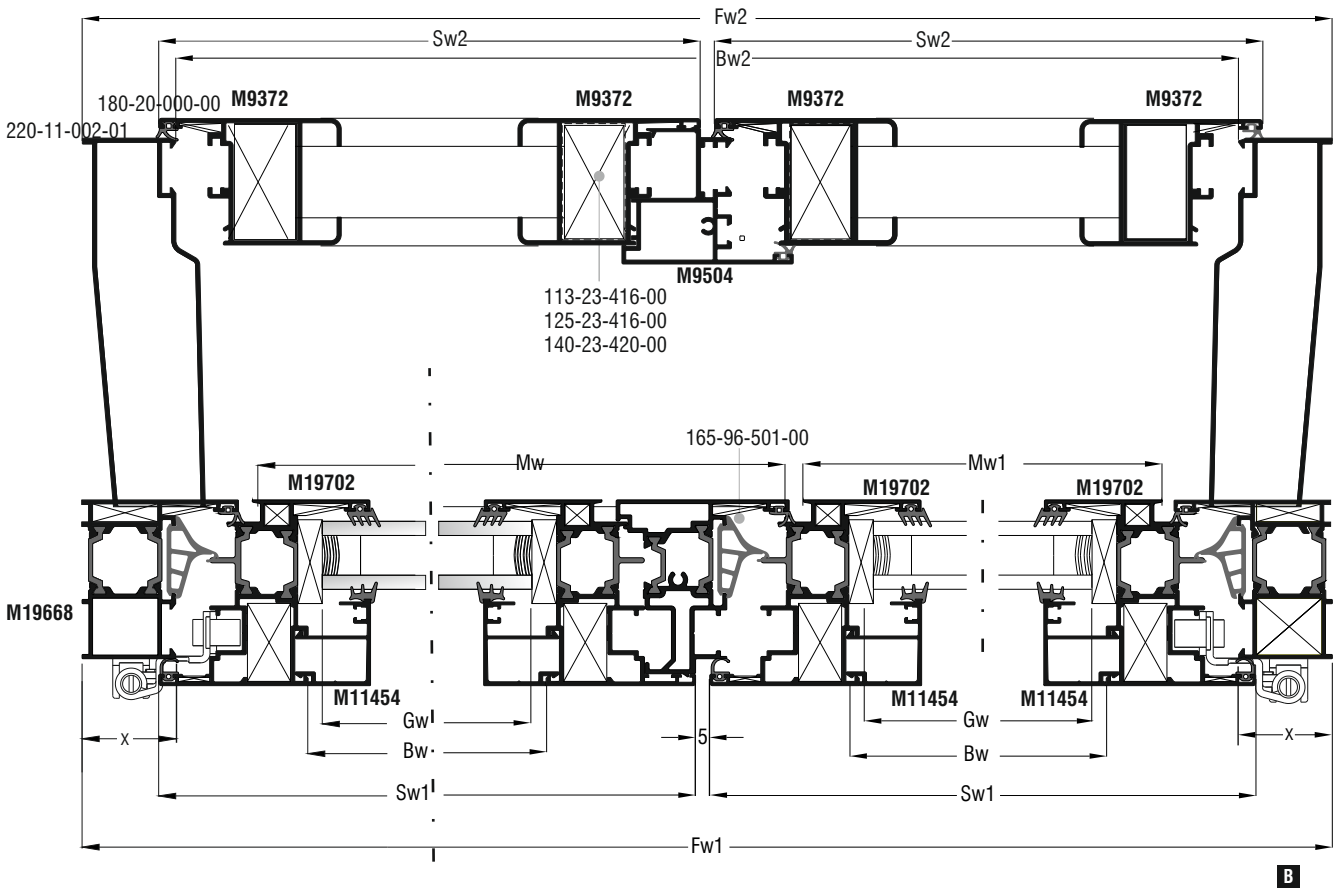 Fw2
Sw2 Sw2
Bw2
180-20-000-00 M9372 M9372 M9372 M9372
220-11-002-01
M9504
113-23-416-00
125-23-416-00
140-23-420-00
165-96-501-00
Mw Mw1
M19702 M19702 M19702
M19668
M11454 M11454 M11454
Gw Gw
x 5 x
Bw Bw
Sw1 Sw1
Fw1
B